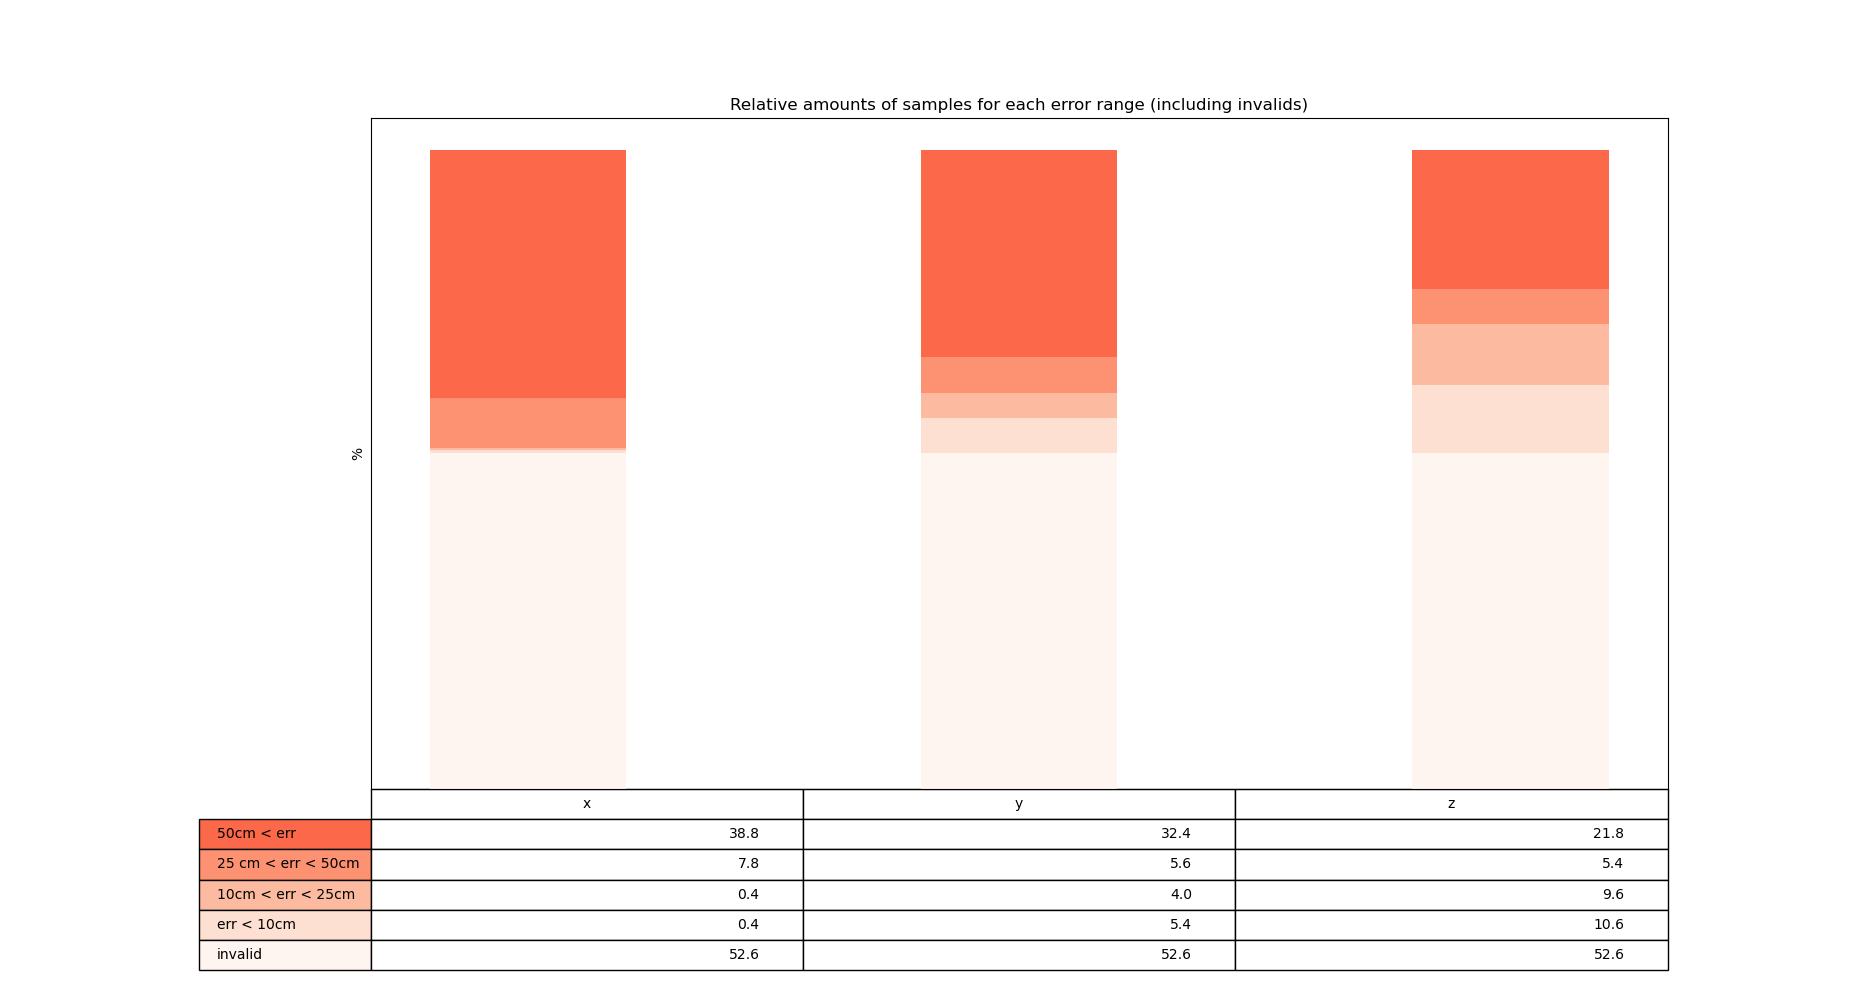 Relative amounts of samples for each error range (including invalids)
%
x y z
50cm < err 38.8 32.4 21.8
25 cm < err < 50cm 7.8 5.6 5.4
10cm < err < 25cm 0.4 4.0 9.6
err < 10cm 0.4 5.4 10.6
invalid 52.6 52.6 52.6